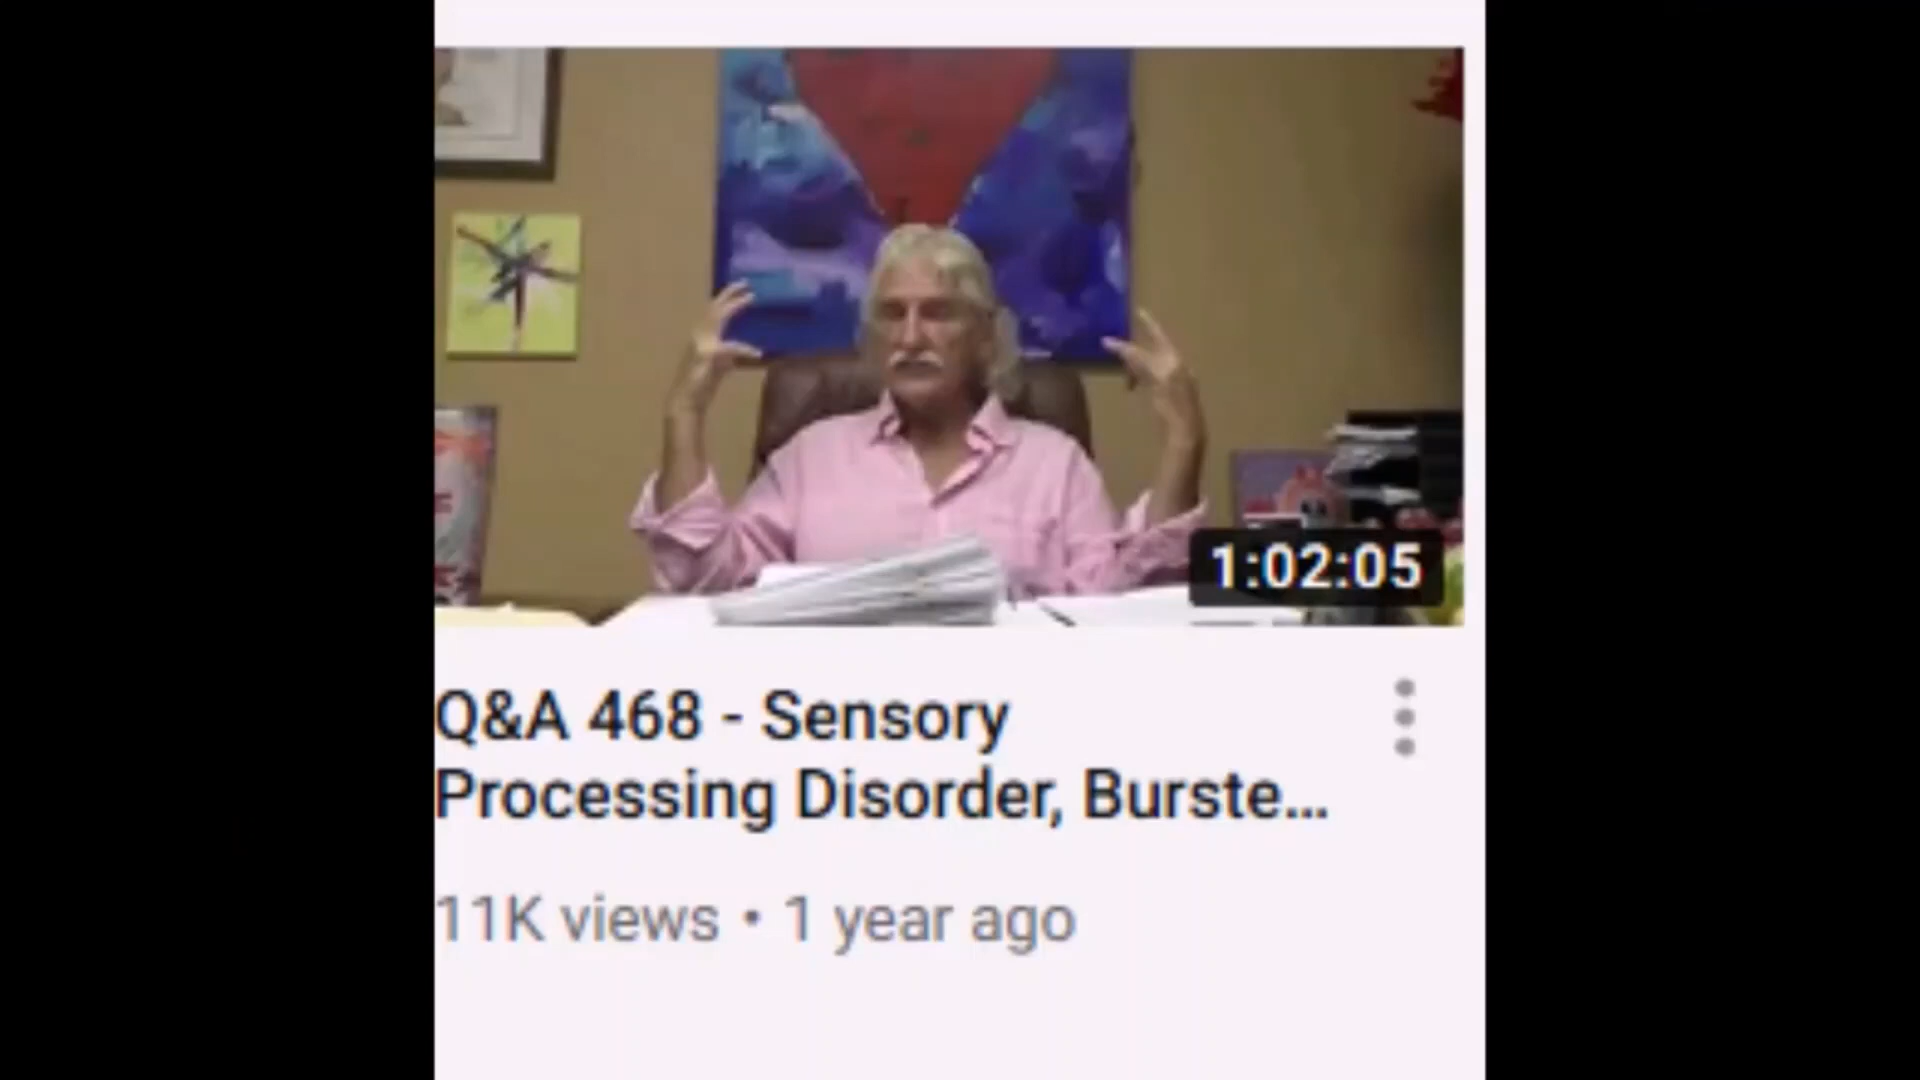 1:02:05
Q&A 468 - Sensory
Processing Disorder, Burste...
11K views • 1 year ago